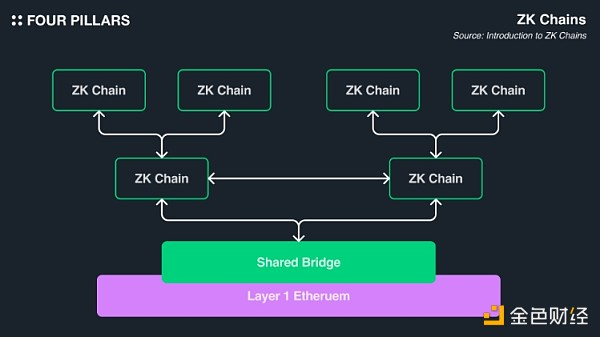 FOUR PILLARS
ZK Chains
Source: Introduction to ZK Chains
ZK Chain
ZK Chain
ZK Chain
ZK Chain
ZK Chain
ZK Chain
Shared Bridge
Layer 1 Etheruem
金色财经